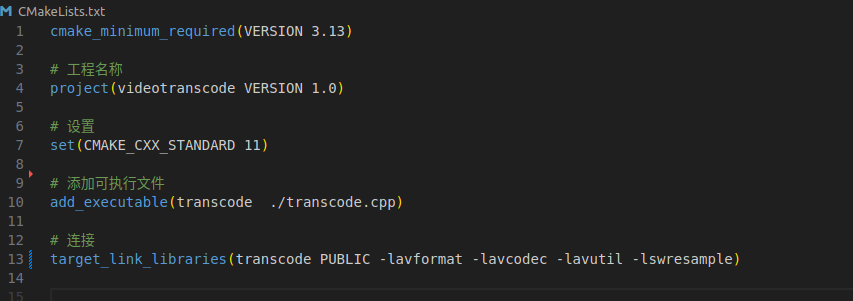 CMakeLists.txt
1 cmake_minimum_required(VERSION 3.13)
2
3 # 工程名称
4 project(videotranscode VERSION 1.0)
5
6 # 设置
7 set(CMAKE_CXX_STANDARD 11)
8
9 # 添加可执行文件
10 add_executable(transcode  ./transcode.cpp)
11
12 # 连接
13 target_link_libraries(transcode PUBLIC -lavformat -lavcodec -lavutil -lswresample)
14
15